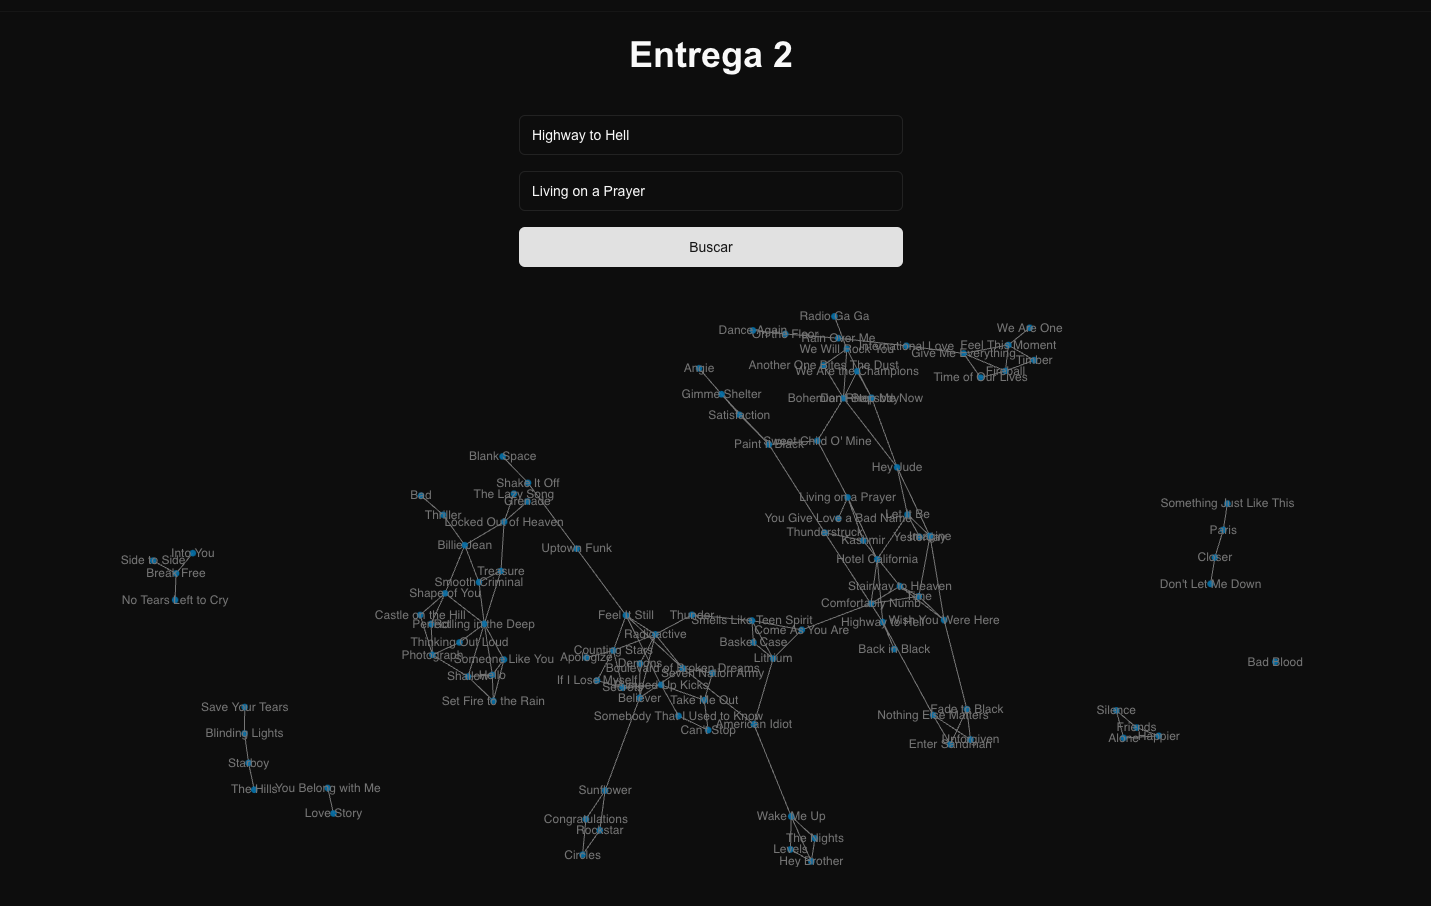 Entrega 2
Highway to Hell
Living on a Prayer
Buscar
Radio Ga Ga
Dance Again
On the Floor
We Are One
Rain Over Me
We Will Rock You
International Love
Feel This Moment
Give Me Everything
Timber
Another One Bites The Dust
We Are the Champions
Angie
Fireball
Time of Our Lives
Gimme Shelter
Bohemian Rhapsody
Don't Stop Me Now
Satisfaction
Paint It Black
Sweet Child O' Mine
Blank Space
Hey Jude
Shake It Off
Bad
The Lazy Song
Grenade
Living on a Prayer
Something Just Like This
Thriller
Locked Out of Heaven
You Give Love a Bad Name
Let It Be
Thunderstruck
Paris
Yesterday
Imagine
Kashmir
Billie Jean
Uptown Funk
Into You
Side to Side
Hotel California
Closer
Break Free
Treasure
Smooth Criminal
Stairway to Heaven
Don't Let Me Down
Shape of You
Time
No Tears Left to Cry
Comfortably Numb
Castle on the Hill
Feel It Still
Thunder
Smells Like Teen Spirit
Highway to Hell
Wish You Were Here
Perfect
Rolling in the Deep
Come As You Are
Radioactive
Thinking Out Loud
Basket Case
Counting Stars
Back in Black
Photograph
Someone Like You
Apologize
Lithium
Bad Blood
Demons
Boulevard of Broken Dreams
Seven Nation Army
Shallow
Hello
If I Lose Myself
Secrets
Pumped Up Kicks
Believer
Take Me Out
Set Fire to the Rain
Save Your Tears
Fade to Black
Silence
Nothing Else Matters
Somebody That I Used to Know
American Idiot
Friends
Can't Stop
Blinding Lights
Alone
Happier
Unforgiven
Enter Sandman
Starboy
The Hills
You Belong with Me
Sunflower
Love Story
Wake Me Up
Congratulations
Rockstar
The Nights
Levels
Circles
Hey Brother